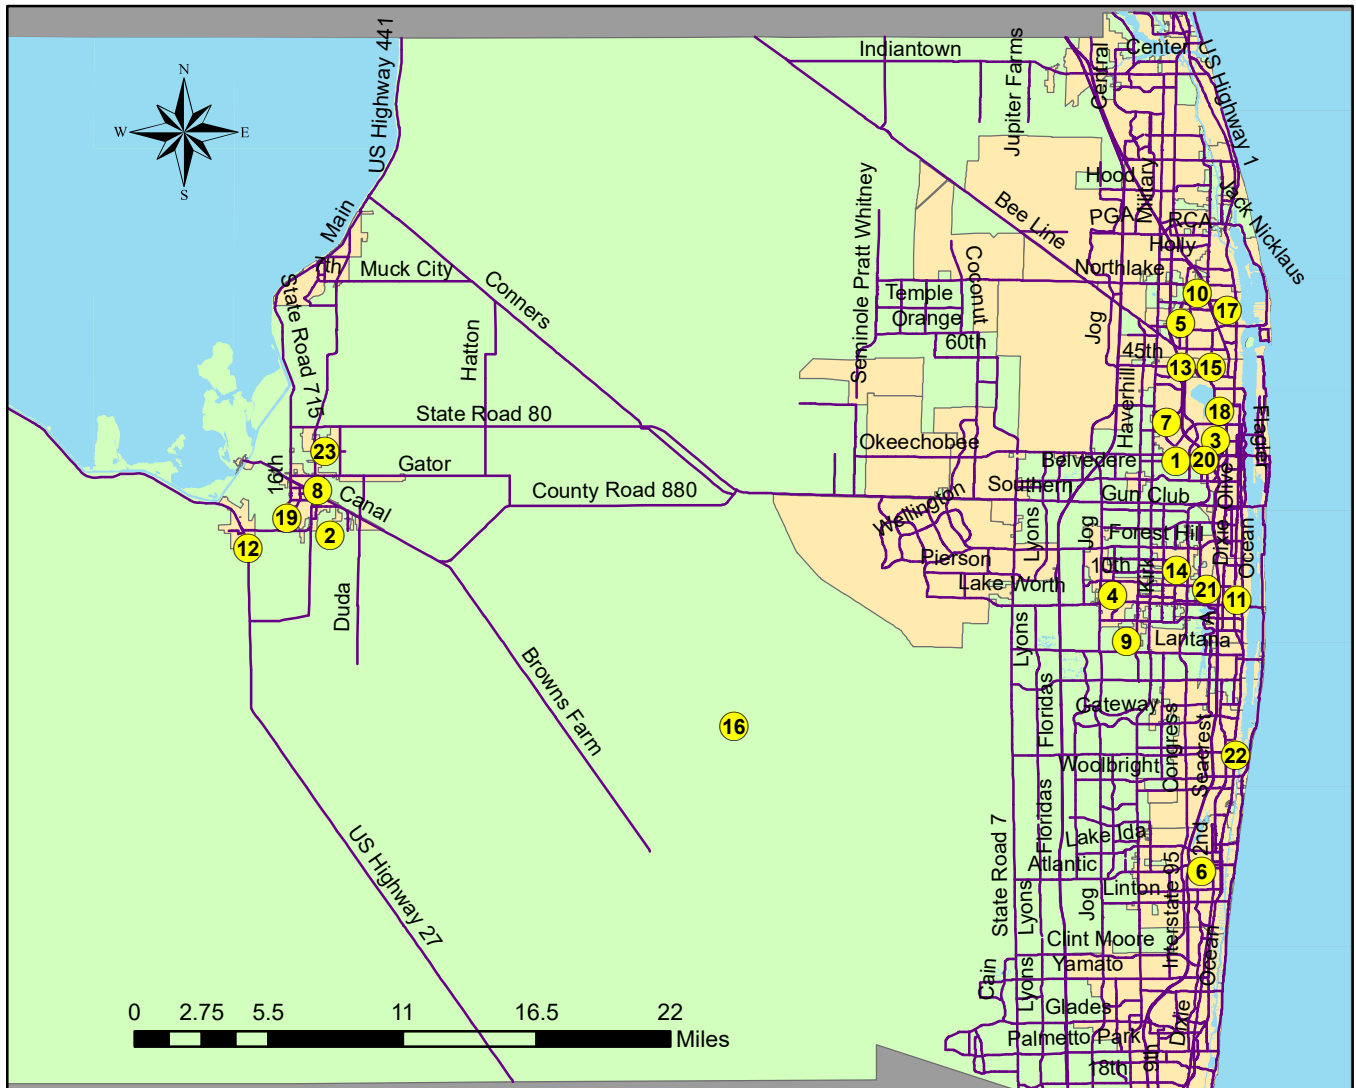 Indiantown
Center
US Highway 441
Jupiter Farms
Central
US Highway 1
N
W
E
S
Hood
Military
Seminole Pratt Whitney
Jack Nicklaus
Main
Bee Line
PGA
RCA
Holly
7th
Muck City
Coconut
Northlake
State Road 715
Conners
Temple
10
Orange
17
5
Hatton
60th
Jog
45th
13
15
Haverhill
State Road 80
18
Flagler
7
Okeechobee
3
23
Gator
Belvedere
1
20
16th
8
Canal
County Road 880
Southern
Gun Club
Olive
Wellington
19
2
Lyons
Jog
Forest Hill
Dixie
Ocean
12
Pierson
10th
Kirk
14
Lake Worth
4
21
11
Duda
A
Lyons
9
Lantana
Browns Farm
Floridas
16
Gateway
Congress
Seacrest
22
Woolbright
Floridas
US Highway 27
State Road 7
Lake Ida
2nd
Atlantic
6
Interstate 95
Lyons
Jog
Linton
Clint Moore
Ocean
Yamato
Cain
Lyons
Glades
Dixie
0
2.75
5.5
11
16.5
22
Miles
Palmetto Park
9th
18th